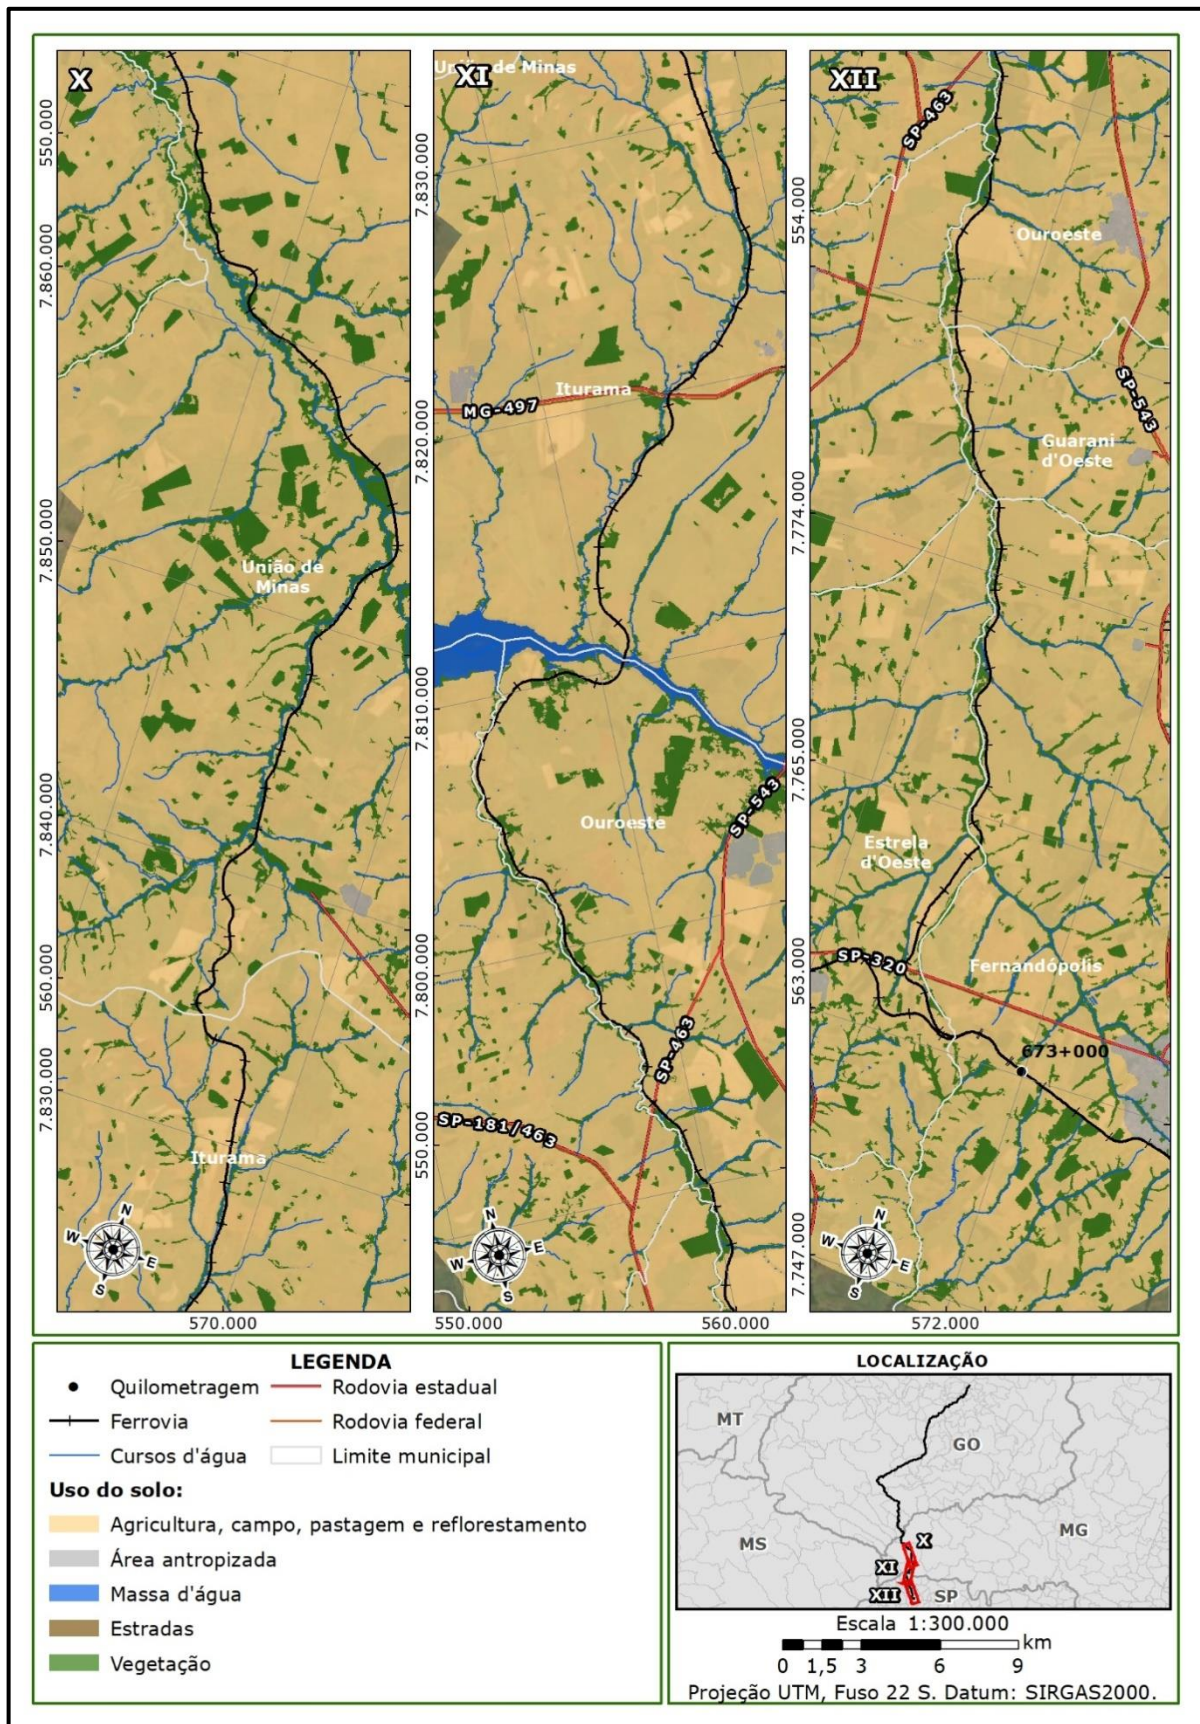 X
550.000
7.860.000
7.850.000
União de
Minas
7.840.000
560.000
7.830.000
Iturama
N
W
E
S
570.000
União de Minas
XI
7.830.000
Iturama
MG-497
7.820.000
7.810.000
SP-543
Ouroeste
7.800.000
SP-463
SP-181/463
550.000
N
W
E
S
550.000
560.000
XII
SP-463
554.000
Ouroeste
SP-543
Guarani
d'Oeste
7.774.000
7.765.000
Estrela
d'Oeste
SP-320
Fernandópolis
563.000
673+000
7.747.000
N
W
E
S
572.000
LEGENDA
Quilometragem
Rodovia estadual
Ferrovia
Rodovia federal
Cursos d'água
Limite municipal
Uso do solo:
Agricultura, campo, pastagem e reflorestamento
Área antropizada
Massa d'água
Estradas
Vegetação
LOCALIZAÇÃO
MT
GO
MS
MG
X
XI
XII
SP
Escala 1:300.000
km
0 1,5 3 6 9
Projeção UTM, Fuso 22 S. Datum: SIRGAS2000.